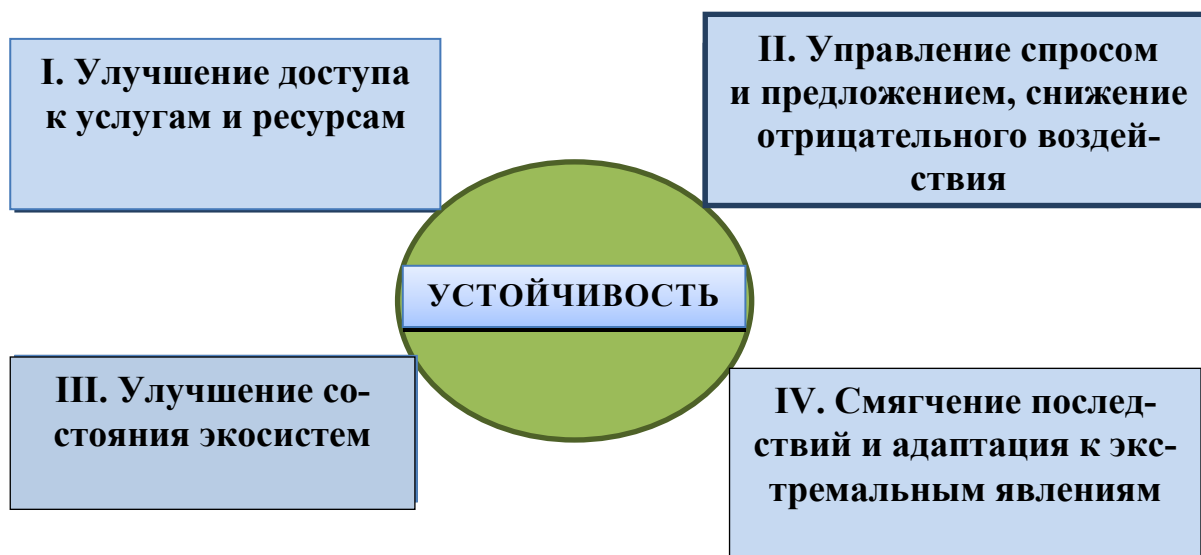 I. Улучшение доступа
к услугам и ресурсам
II. Управление спросом
и предложением, снижение
отрицательного воздей-
ствия
УСТОЙЧИВОСТЬ
III. Улучшение со-
стояния экосистем
IV. Смягчение послед-
ствий и адаптация к экс-
тремальным явлениям